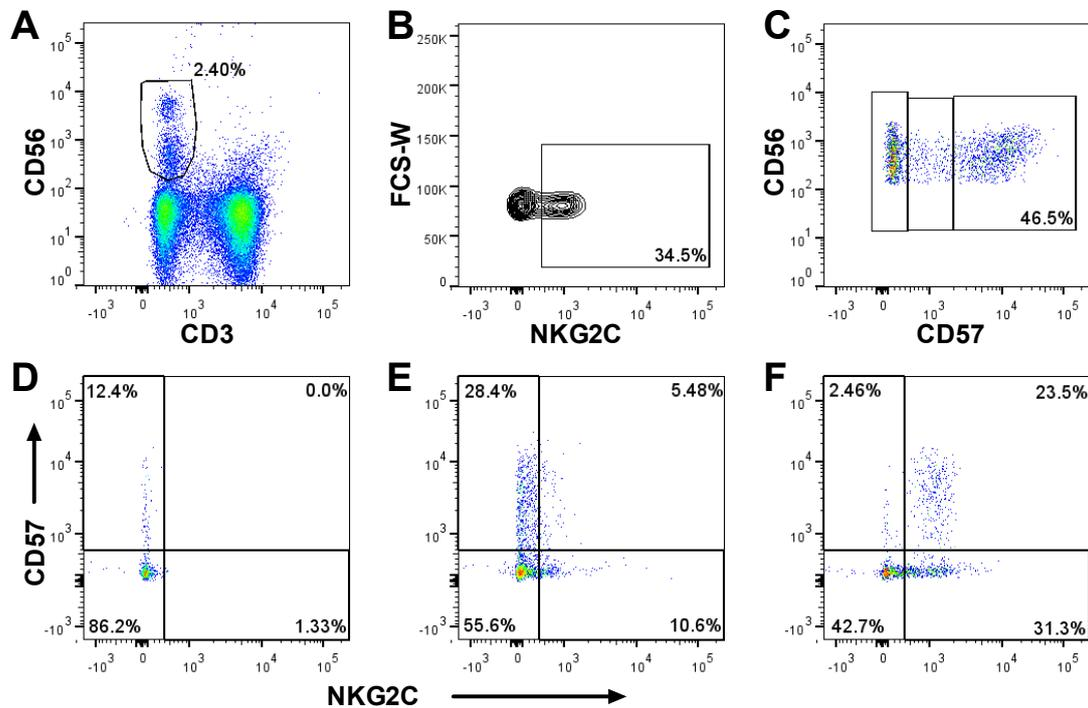 A
B
C
10^5
2.40%
250K
10^5
10^4
200K
10^4
10^3
150K
10^3
10^2
100K
10^2
10^1
50K
10^1
34.5%
46.5%
10^0
0
10^0
CD56
FCS-W
CD56
-10^3 0 10^3 10^4 10^5
-10^3 0 10^3 10^4 10^5
-10^3 0 10^3 10^4 10^5
CD3
NKG2C
CD57
D
E
F
12.4% 0.0%
28.4% 5.48%
2.46% 23.5%
10^5
10^5
10^5
10^4
10^4
10^4
10^3
10^3
10^3
CD57
86.2% 1.33%
55.6% 10.6%
42.7% 31.3%
-10^3
-10^3
-10^3
-10^3 0 10^3 10^4 10^5
-10^3 0 10^3 10^4 10^5
-10^3 0 10^3 10^4 10^5
NKG2C